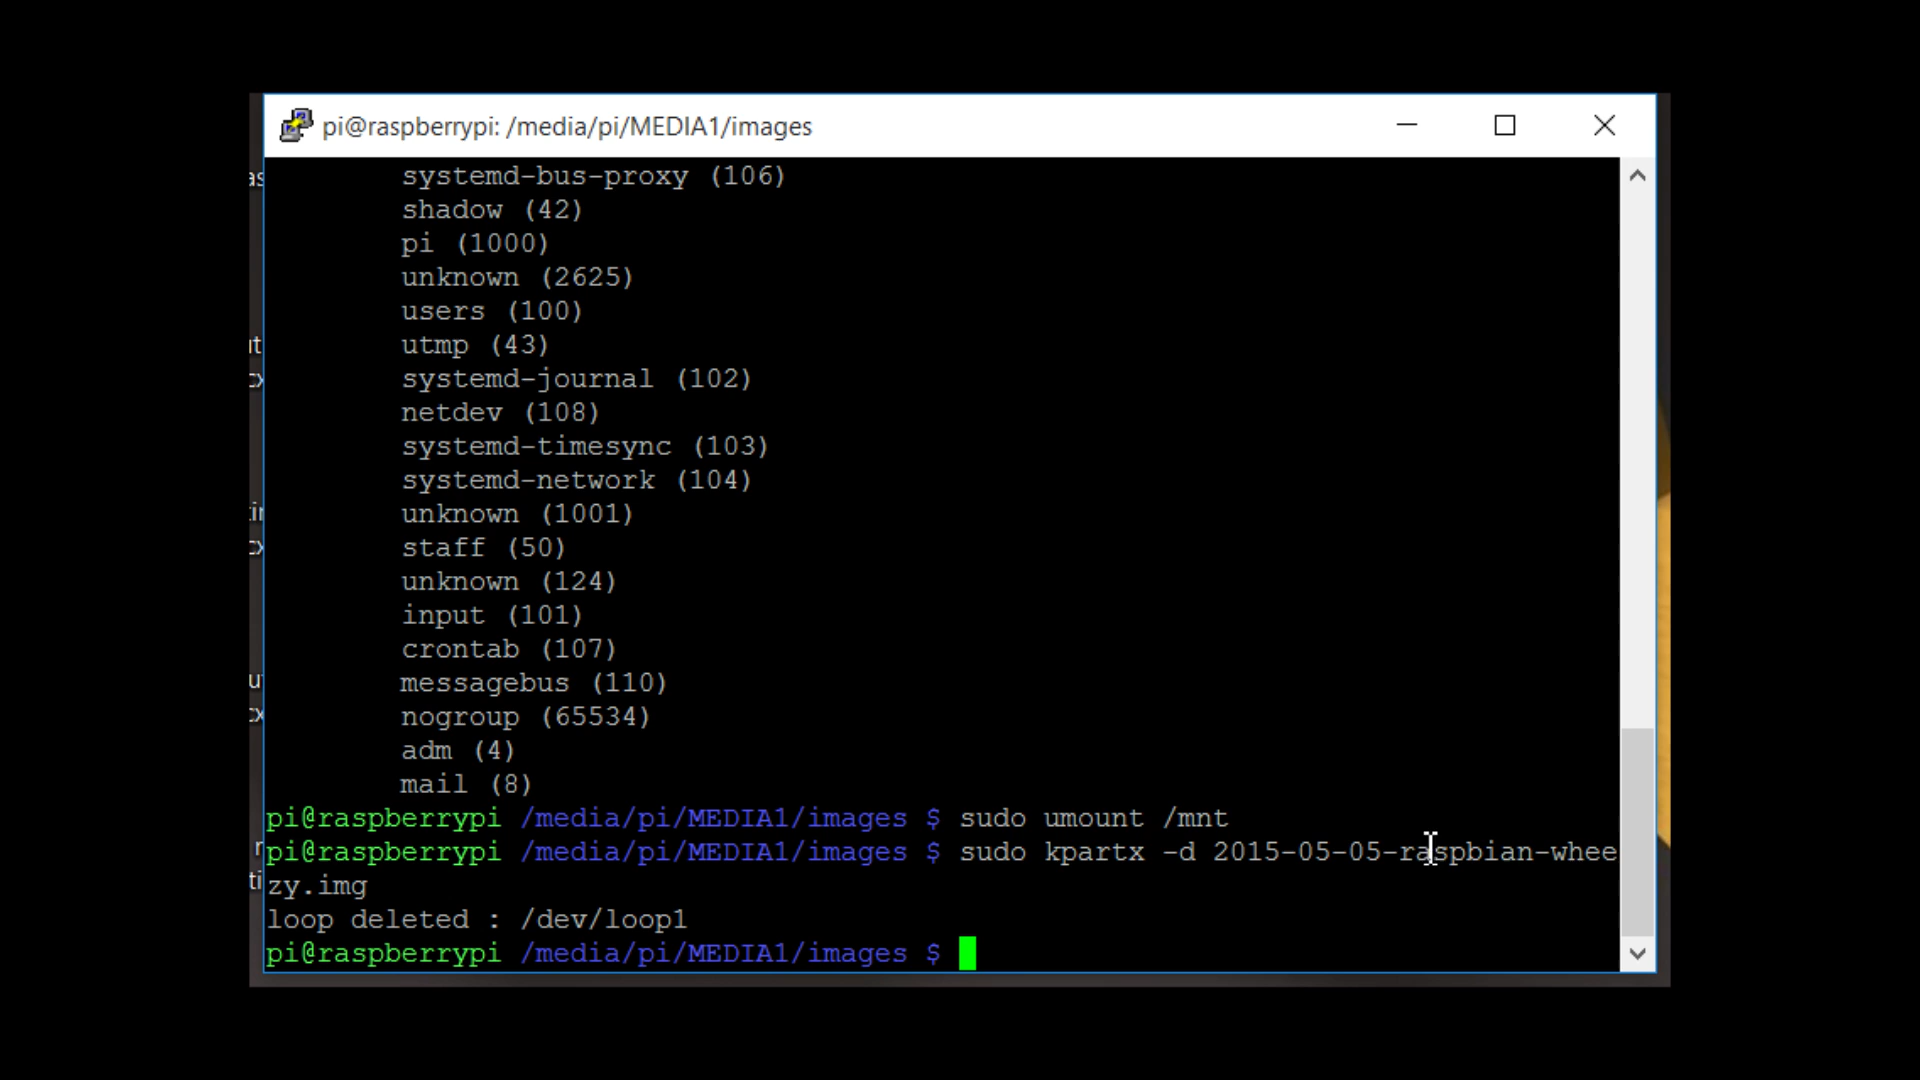 pi@raspberrypi: /media/pi/MEDIA1/images
systemd-bus-proxy (106)
shadow (42)
pi (1000)
unknown (2625)
users (100)
utmp (43)
systemd-journal (102)
netdev (108)
systemd-timesync (103)
systemd-network (104)
unknown (1001)
staff (50)
unknown (124)
input (101)
crontab (107)
messagebus (110)
nogroup (65534)
adm (4)
mail (8)
pi@raspberrypi /media/pi/MEDIA1/images $ sudo umount /mnt
pi@raspberrypi /media/pi/MEDIA1/images $ sudo kpartx -d 2015-05-05-raspbian-whee
zy.img
loop deleted : /dev/loop1
pi@raspberrypi /media/pi/MEDIA1/images $